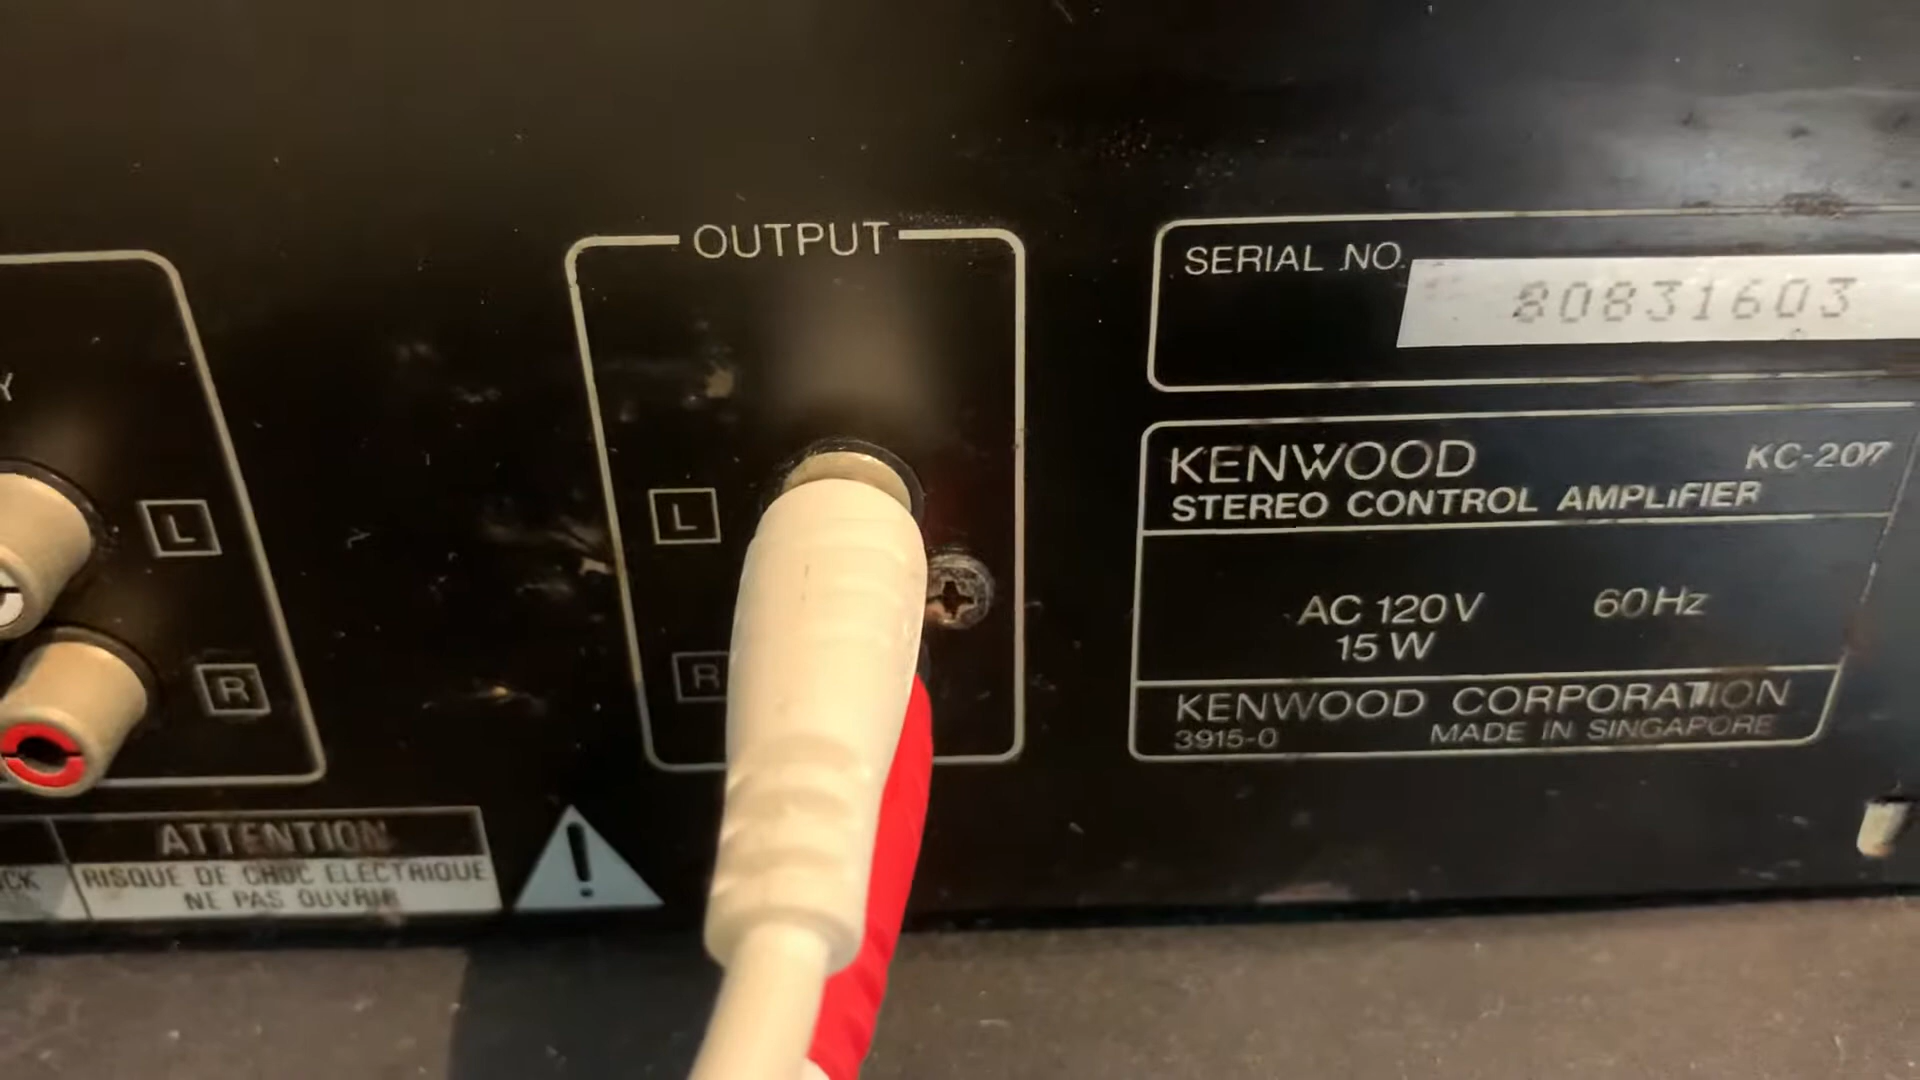 OUTPUT
L
R
L
R
SERIAL NO.
80831603
KENWOOD KC-207
STEREO CONTROL AMPLIFIER
AC 120V 60Hz
15W
KENWOOD CORPORATION
3915-0 MADE IN SINGAPORE
ATTENTION
RISQUE DE CHOC ELECTRIQUE
NE PAS OUVRIR
!